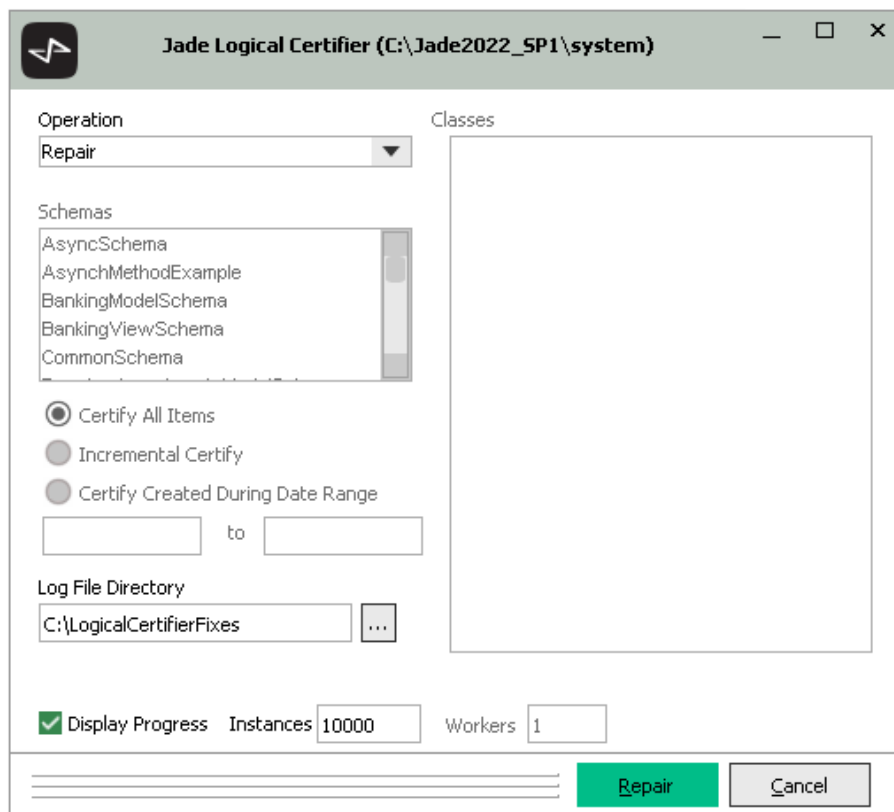 Jade Logical Certifier (C:\Jade2022_SP1\system)
Operation
Classes
Repair
Schemas
AsyncSchema
AsynchMethodExample
BankingModelSchema
BankingViewSchema
CommonSchema
Certify All Items
Incremental Certify
Certify Created During Date Range
to
Log File Directory
C:\LogicalCertifierFixes
...
Display Progress Instances 10000 Workers 1
Repair Cancel